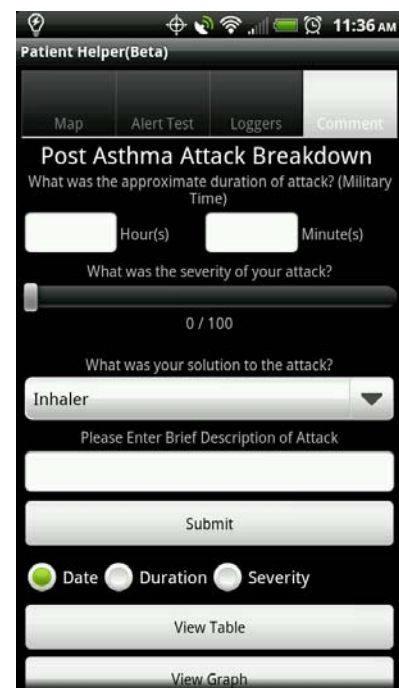 11:36 AM
Patient Helper(Beta)
Map Alert Test Loggers Comment
Post Asthma Attack Breakdown
What was the approximate duration of attack? (Military
Time)
Hour(s) Minute(s)
What was the severity of your attack?
0 / 100
What was your solution to the attack?
Inhaler
Please Enter Brief Description of Attack
Submit
Date Duration Severity
View Table
View Graph